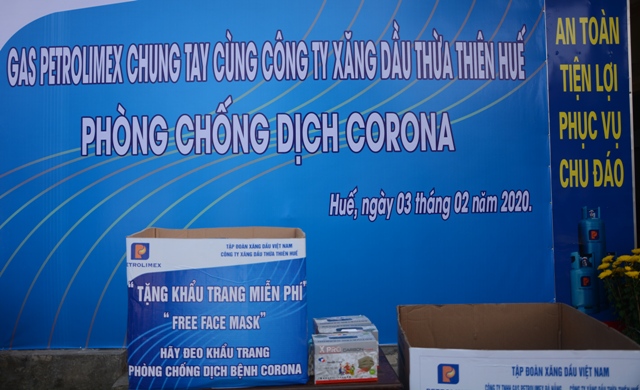 GAS PETROLIMEX CHUNG TAY CÙNG CÔNG TY XĂNG DẦU THỪA THIÊN HUẾ
PHÒNG CHỐNG DỊCH CORONA
Huế, ngày 03 tháng 02 năm 2020.
AN TOÀN
TIỆN LỢI
PHỤC VỤ
CHU ĐÁO
PETROLIMEX
TẬP ĐOÀN XĂNG DẦU VIỆT NAM
CÔNG TY XĂNG DẦU THỪA THIÊN HUẾ
"TẶNG KHẨU TRANG MIỄN PHÍ"
"FREE FACE MASK"
HÃY ĐEO KHẨU TRANG
PHÒNG CHỐNG DỊCH BỆNH CORONA
TẬP ĐOÀN XĂNG DẦU VIỆT NAM